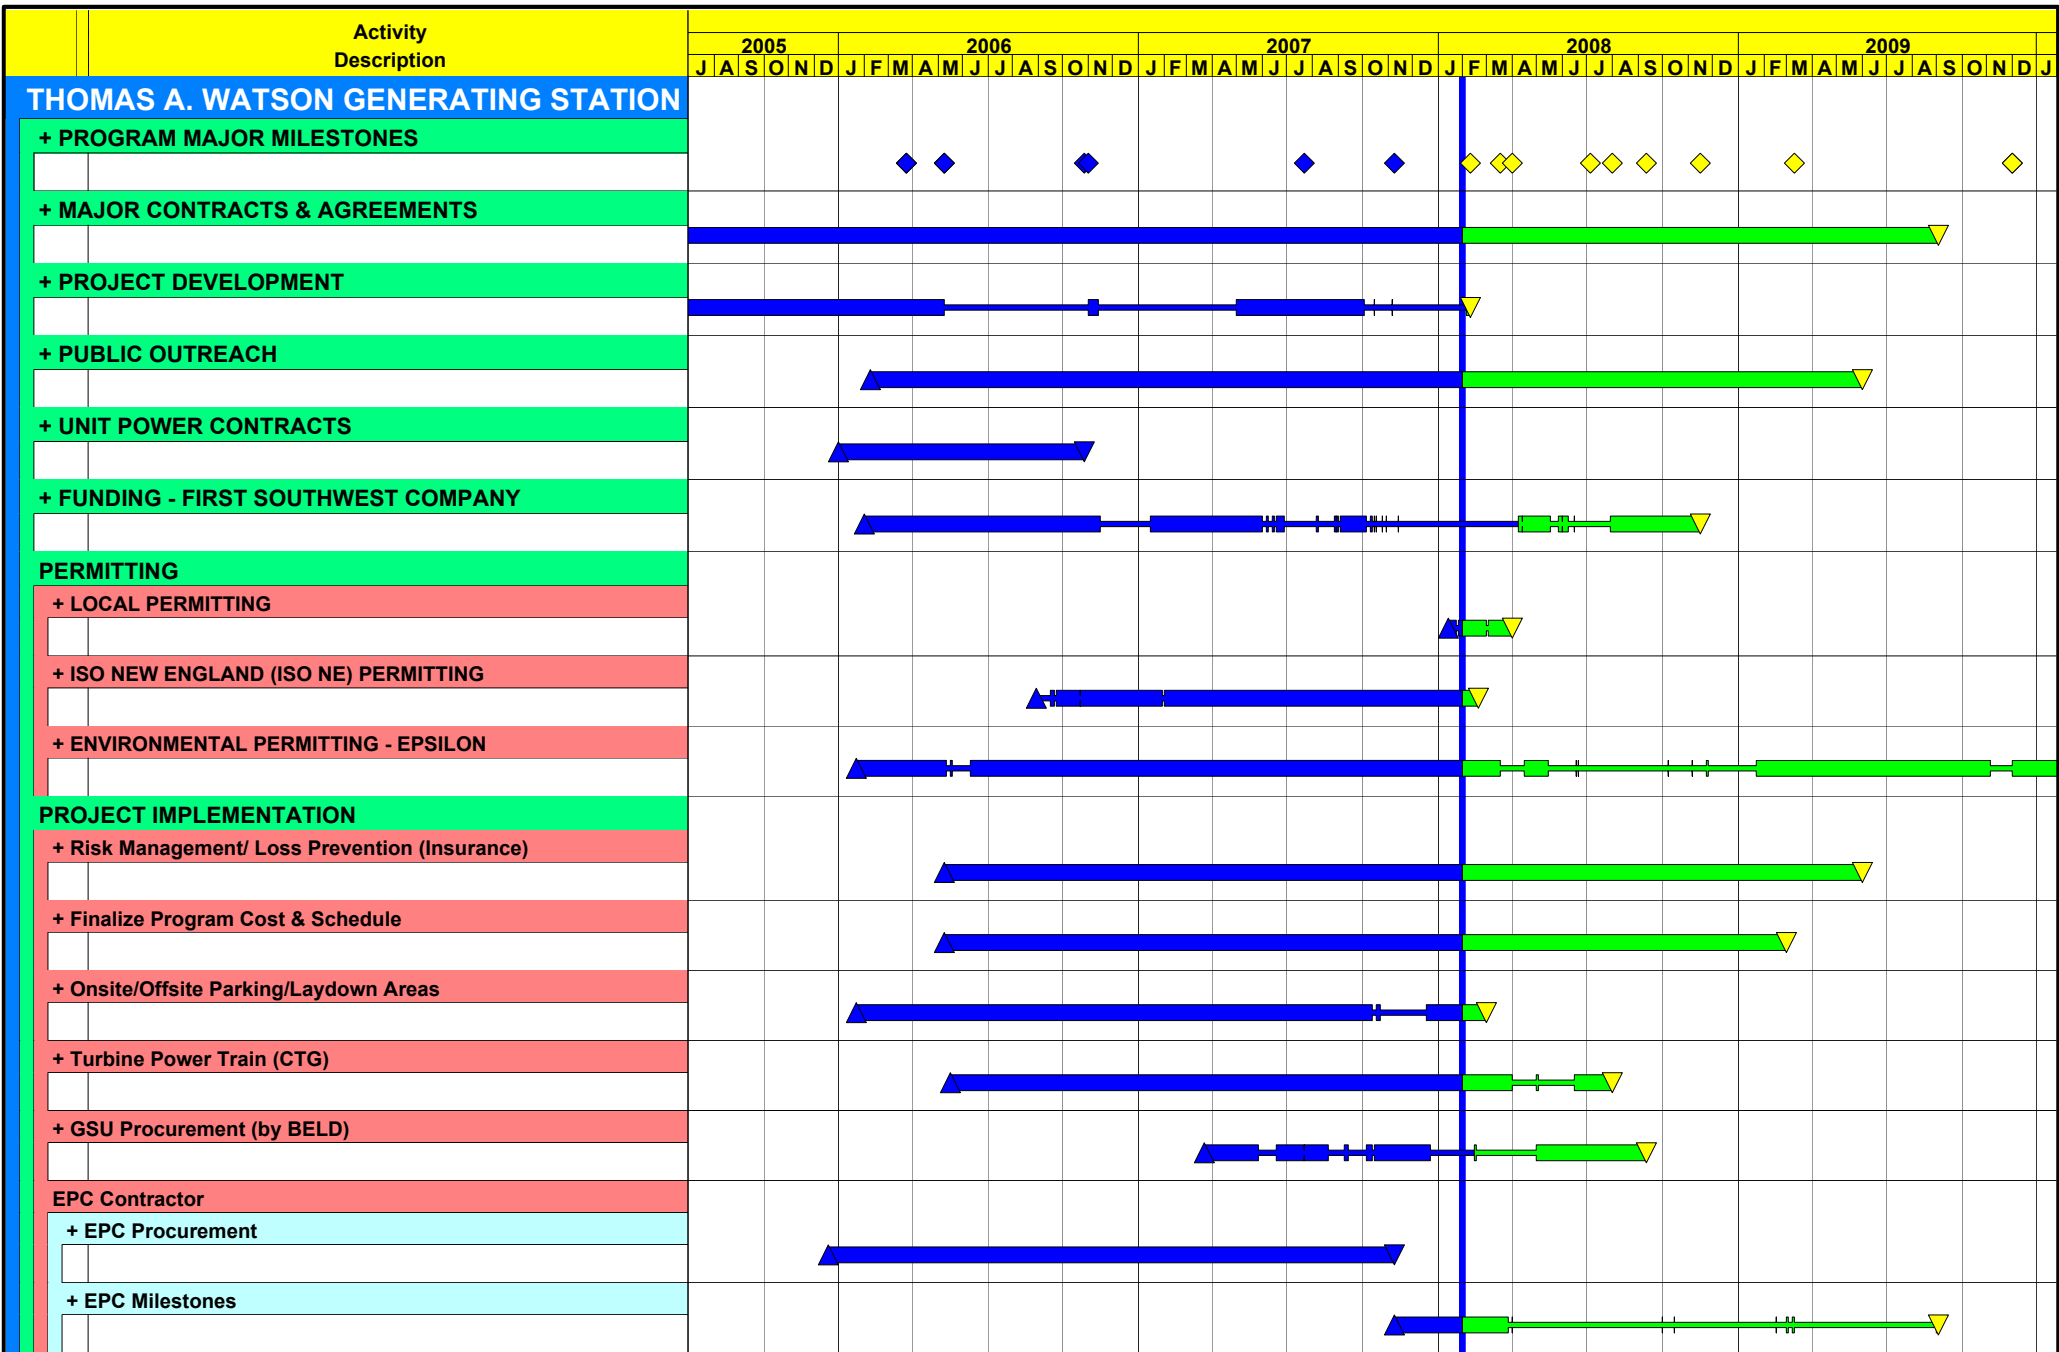 Activity
Description
2005 2006 2007 2008 2009
J A S O N D J F M A M J J A S O N D J F M A M J J A S O N D J F M A M J J A S O N D J F M A M J J A S O N D J
THOMAS A. WATSON GENERATING STATION
+ PROGRAM MAJOR MILESTONES
+ MAJOR CONTRACTS & AGREEMENTS
+ PROJECT DEVELOPMENT
+ PUBLIC OUTREACH
+ UNIT POWER CONTRACTS
+ FUNDING - FIRST SOUTHWEST COMPANY
PERMITTING
+ LOCAL PERMITTING
+ ISO NEW ENGLAND (ISO NE) PERMITTING
+ ENVIRONMENTAL PERMITTING - EPSILON
PROJECT IMPLEMENTATION
+ Risk Management/ Loss Prevention (Insurance)
+ Finalize Program Cost & Schedule
+ Onsite/Offsite Parking/Laydown Areas
+ Turbine Power Train (CTG)
+ GSU Procurement (by BELD)
EPC Contractor
+ EPC Procurement
+ EPC Milestones